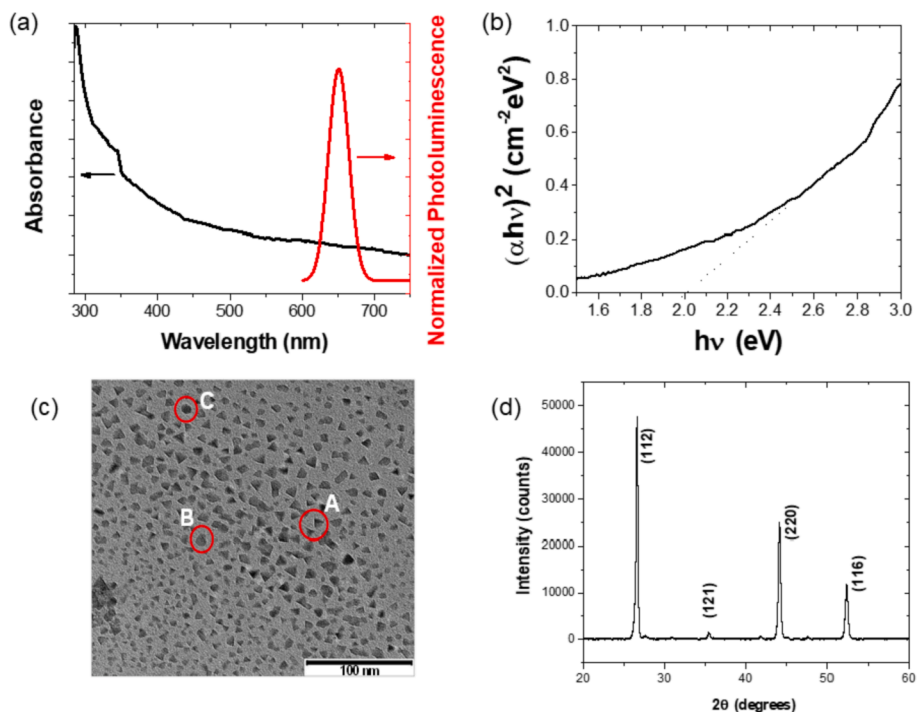 (a)
Absorbance
Normalized Photoluminescence
300 400 500 600 700
Wavelength (nm)
(b)
(αhν)² (cm⁻²eV²)
1.0
0.8
0.6
0.4
0.2
0.0
1.6 1.8 2.0 2.2 2.4 2.6 2.8 3.0
hν (eV)
(c)
C
A
B
100 nm
(d)
Intensity (counts)
50000
40000
30000
20000
10000
0
(112)
(121)
(220)
(116)
20 30 40 50 60
2θ (degrees)